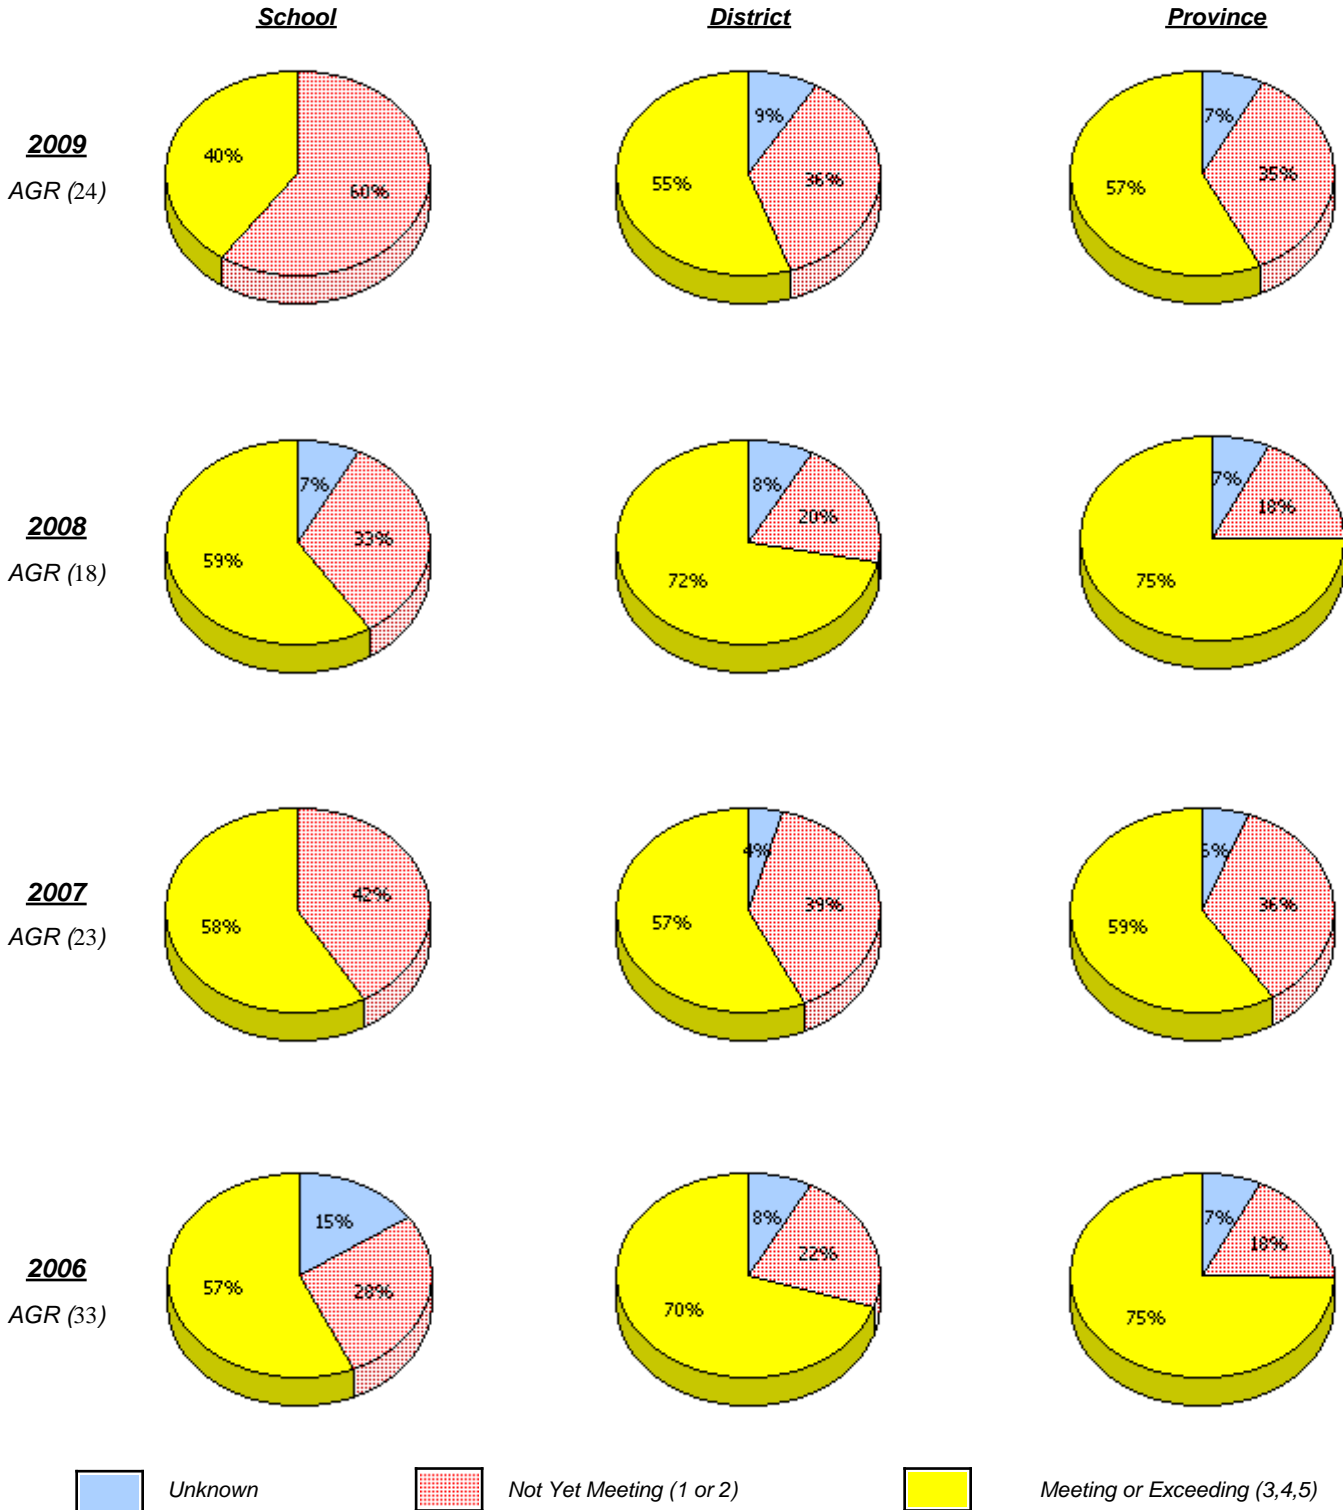 School District Province
2009
AGR (24)
40% 60%
9% 36% 55%
7% 35% 57%
2008
AGR (18)
7% 33% 59%
8% 20% 72%
7% 18% 75%
2007
AGR (23)
42% 58%
4% 39% 57%
5% 36% 59%
2006
AGR (33)
15% 28% 57%
8% 22% 70%
7% 18% 75%
Unknown Not Yet Meeting (1 or 2) Meeting or Exceeding (3,4,5)